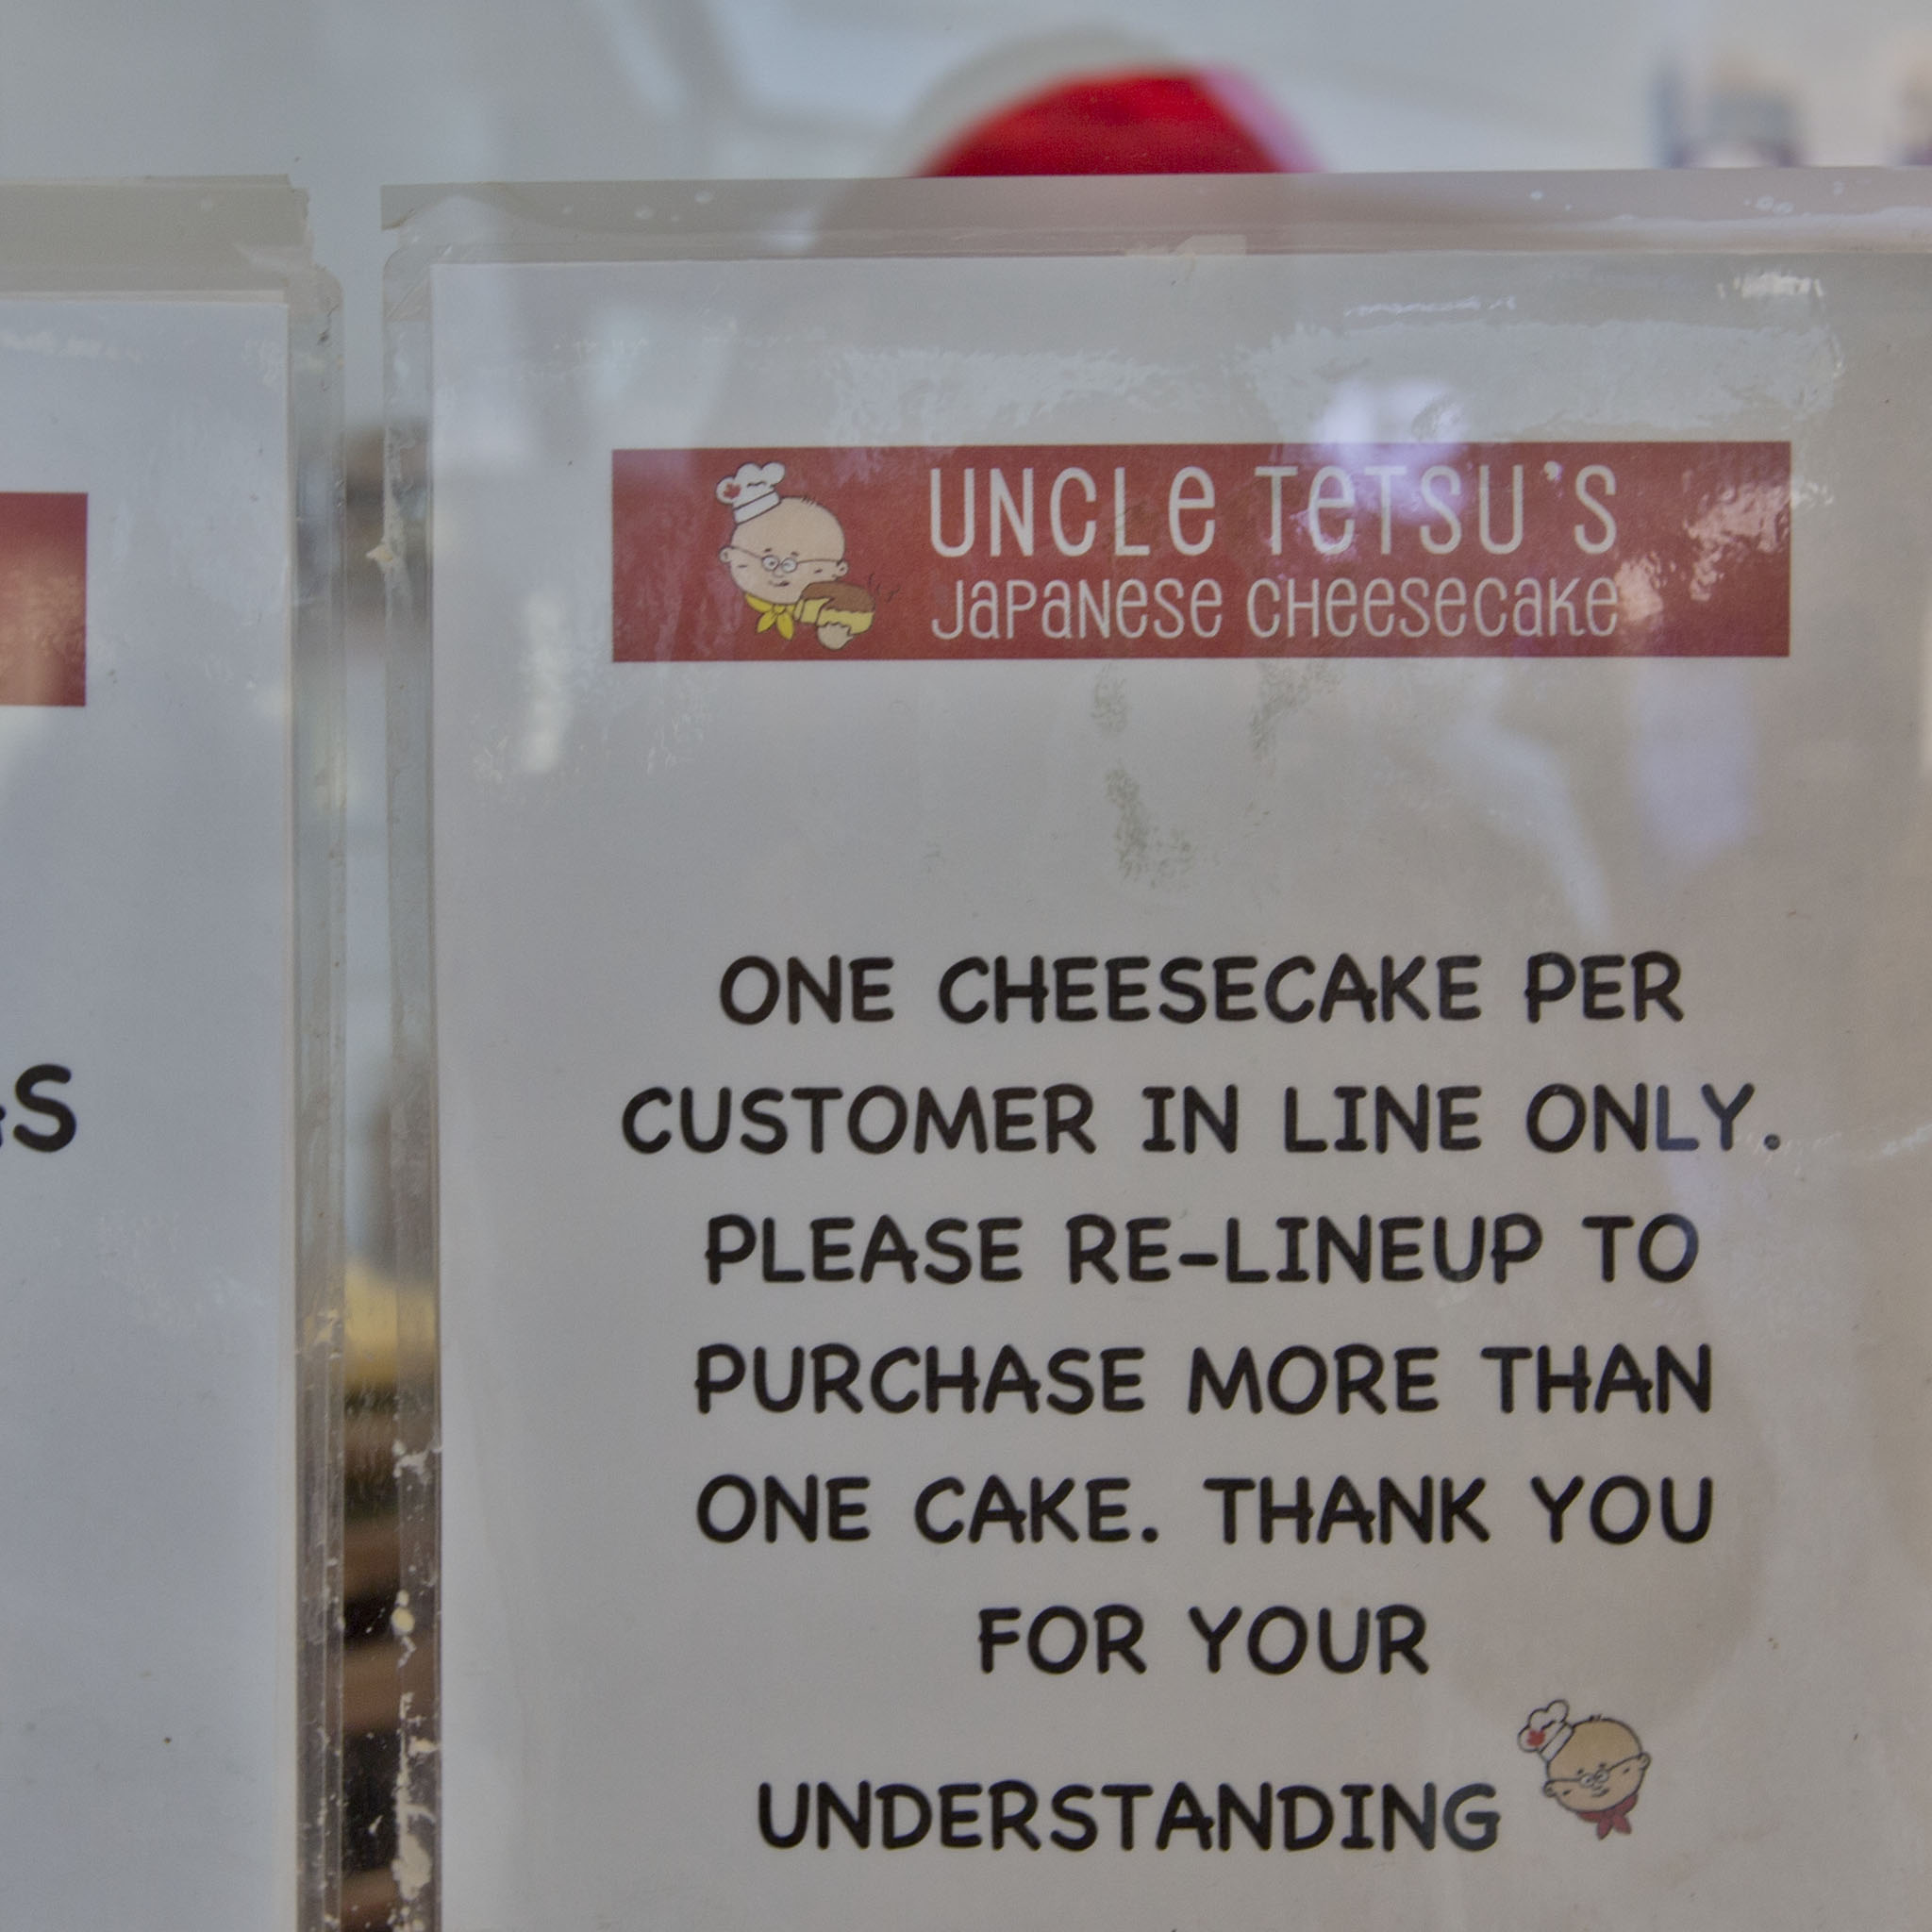 UNCLe TeTSU'S
JaPaNeSe CHeeSeCaKe
ONE CHEESECAKE PER
CUSTOMER IN LINE ONLY.
PLEASE RE-LINEUP TO
PURCHASE MORE THAN
ONE CAKE. THANK YOU
FOR YOUR
UNDERSTANDING